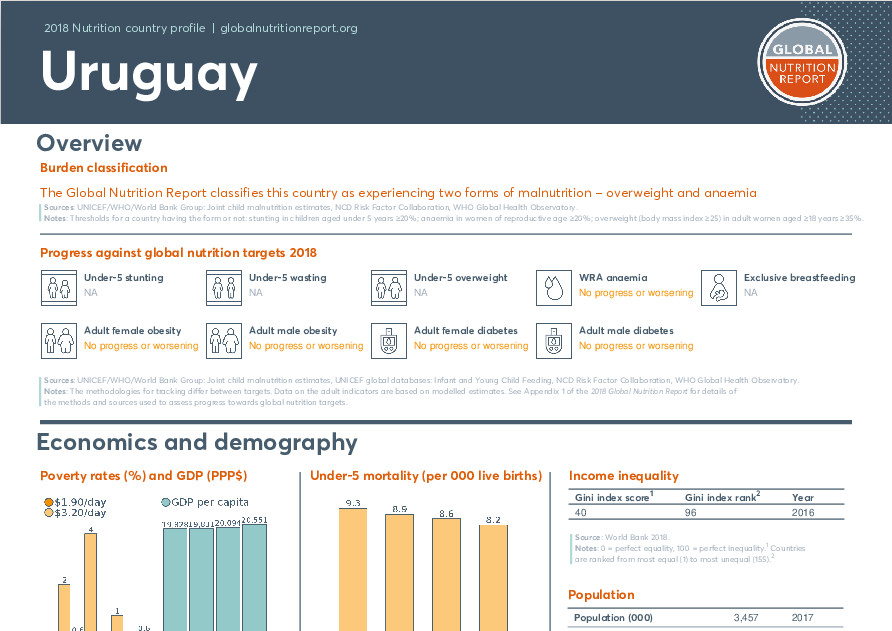 2018 Nutrition country profile | globalnutritionreport.org
Uruguay
GLOBAL
NUTRITION
REPORT
Overview
Burden classification
The Global Nutrition Report classifies this country as experiencing two forms of malnutrition – overweight and anaemia
Sources: UNICEF/WHO/World Bank Group: Joint child malnutrition estimates, NCD Risk Factor Collaboration, WHO Global Health Observatory.
Notes: Thresholds for a country having the form or not: stunting in children aged under 5 years ≥20%; anaemia in women of reproductive age ≥20%; overweight (body mass index ≥25) in adult women aged ≥18 years ≥35%.
Progress against global nutrition targets 2018
Under-5 stunting
NA
Under-5 wasting
NA
Under-5 overweight
NA
WRA anaemia
No progress or worsening
Exclusive breastfeeding
NA
Adult female obesity
No progress or worsening
Adult male obesity
No progress or worsening
Adult female diabetes
No progress or worsening
Adult male diabetes
No progress or worsening
Sources: UNICEF/WHO/World Bank Group: Joint child malnutrition estimates, UNICEF global databases: Infant and Young Child Feeding, NCD Risk Factor Collaboration, WHO Global Health Observatory.
Notes: The methodologies for tracking differ between targets. Data on the adult indicators are based on modelled estimates. See Appendix 1 of the 2018 Global Nutrition Report for details of
the methods and sources used to assess progress towards global nutrition targets.
Economics and demography
Poverty rates (%) and GDP (PPP$)
$1.90/day
$3.20/day
GDP per capita
4
2
0.6
1
0.6
19,828 19,831 20,094 20,551
Under-5 mortality (per 000 live births)
9.3
8.9
8.6
8.2
Income inequality
Gini index score1 Gini index rank2 Year
40 96 2016
Source: World Bank 2018.
Notes: 0 = perfect equality, 100 = perfect inequality.1 Countries
are ranked from most equal (1) to most unequal (155).2
Population
Population (000) 3,457 2017